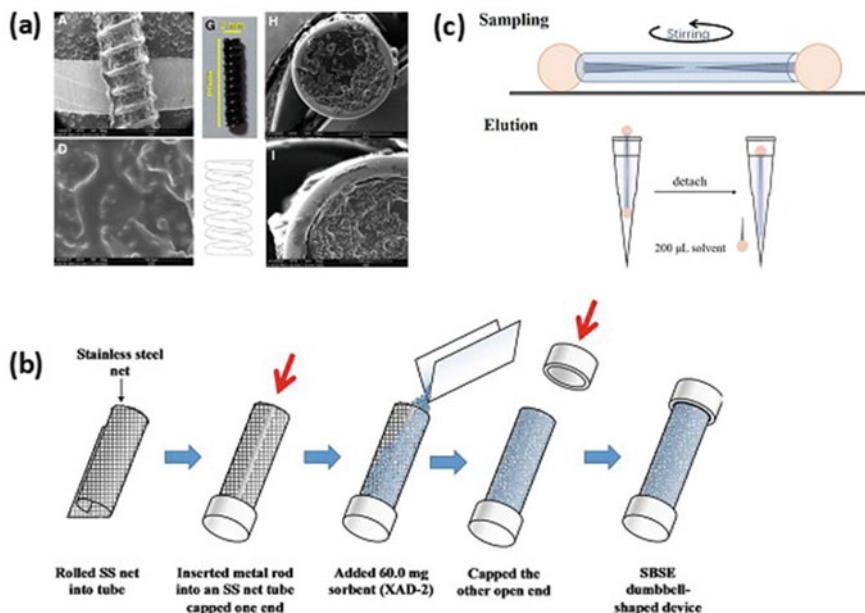 (a)
A
G
2 mm
H
D
I
(c)
Sampling
Stirring
Elution
detach
200 µL solvent
(b)
Stainless steel
net
Rolled SS net
into tube
Inserted metal rod
into an SS net tube
capped one end
Added 60.0 mg
sorbent (XAD-2)
Capped the
other open end
SBSE
dumbbell-
shaped device